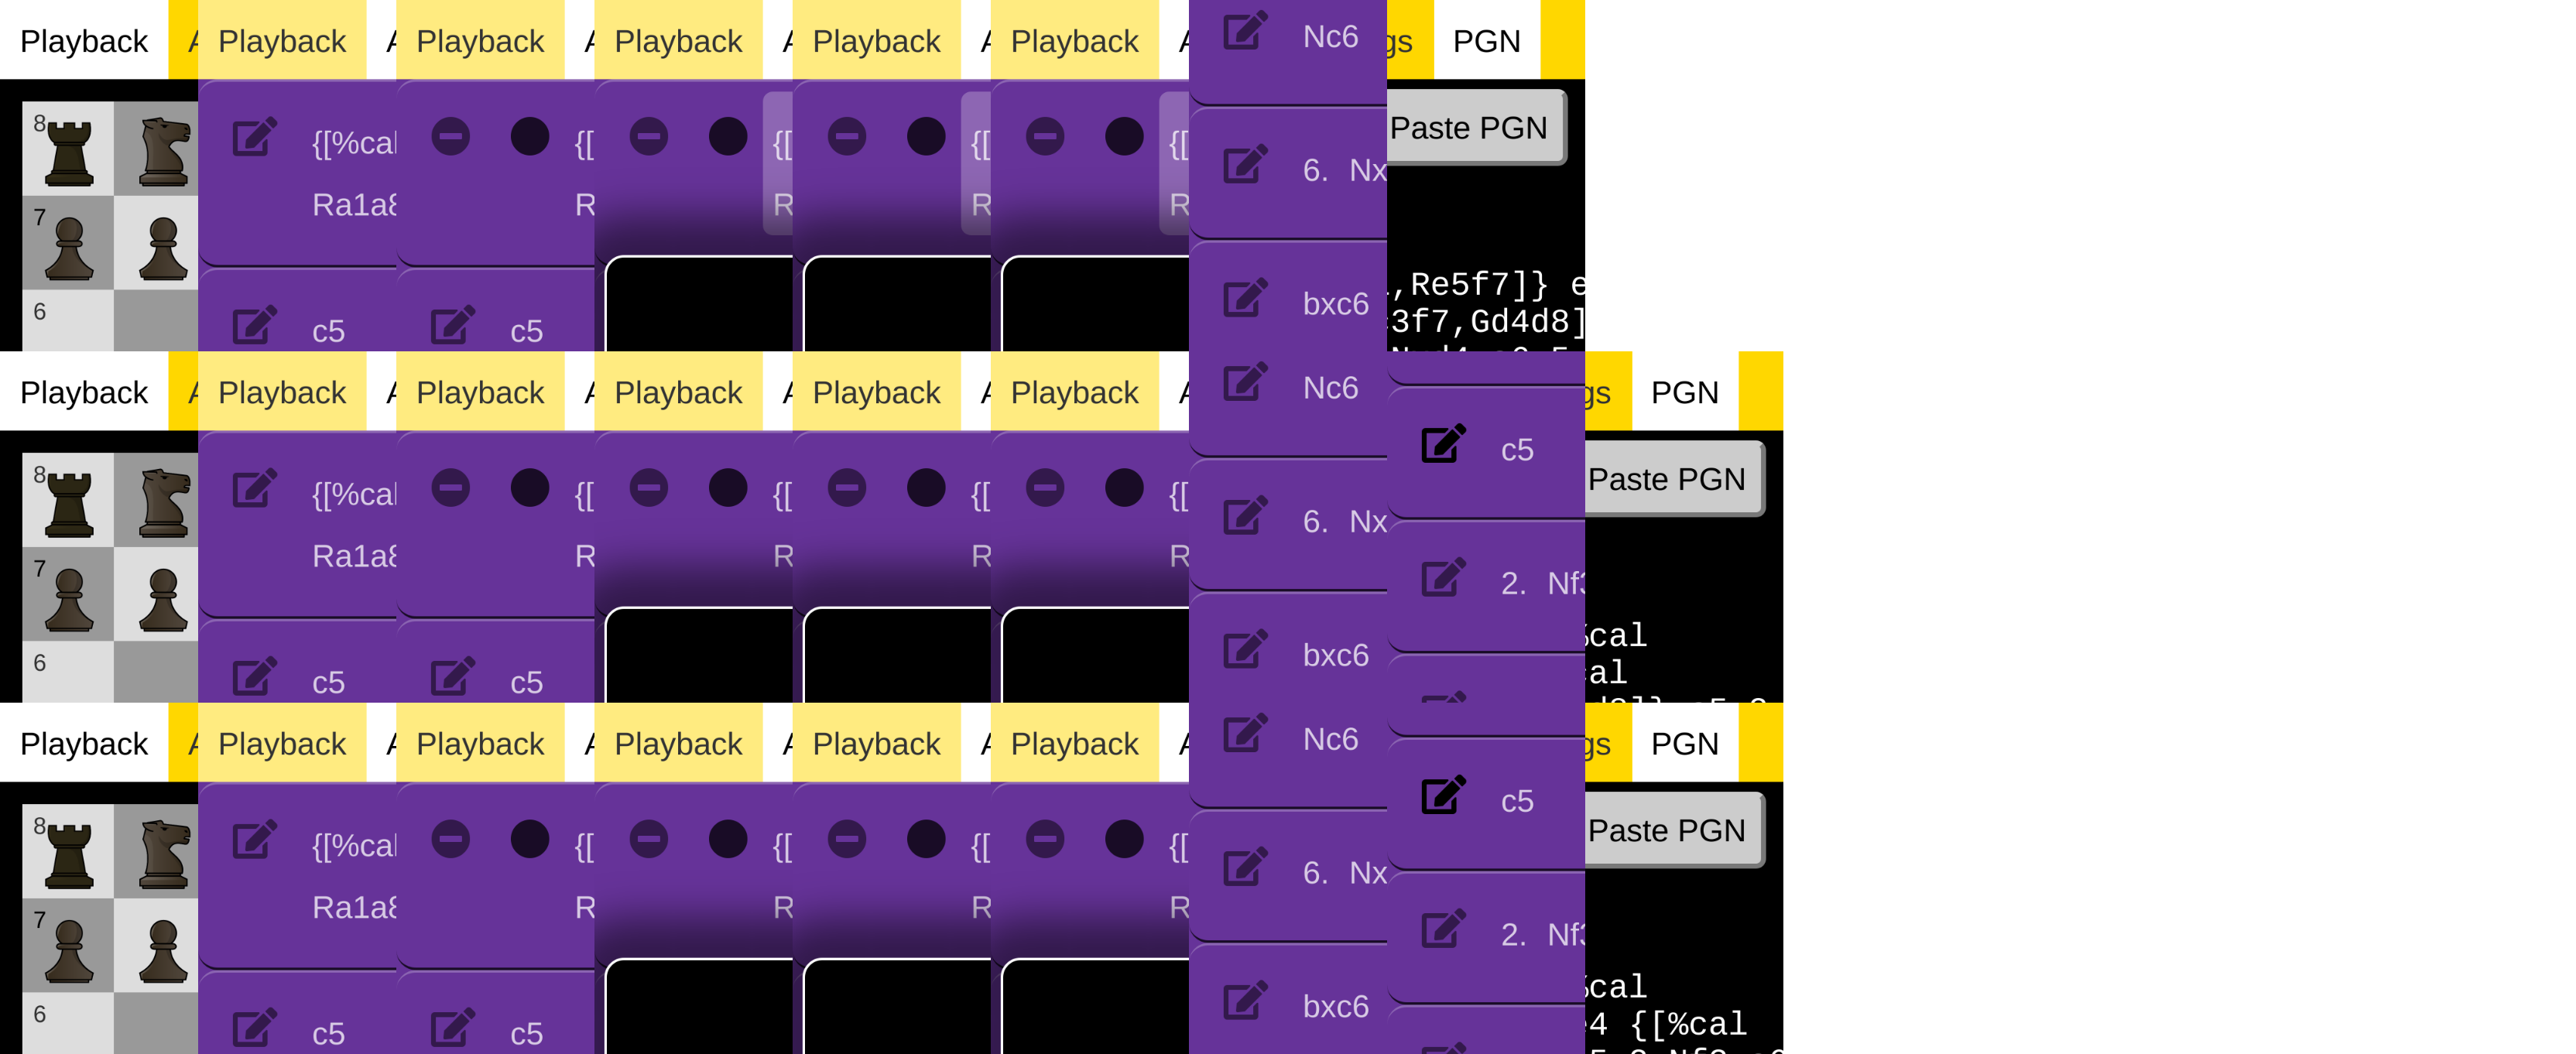 Playback Playback Playback Playback Playback Playback Nc6 PGN
8 {[%cal {[ {[ {[ {[ 6. Nx Paste PGN
Ra1a8 R R R R
7
,Re5f7]} e
6 c5 c5 bxc6 3f7,Gd4d8]
Playback Playback Playback Playback Playback Playback Nc6 PGN
8 {[%cal {[ {[ {[ {[ c5 Paste PGN
6. Nx
7 Ra1a8 R R R R 2. Nf3
cal
6 c5 c5 bxc6 al
Playback Playback Playback Playback Playback Playback Nc6 PGN
8 {[%cal {[ {[ {[ {[ c5 Paste PGN
6. Nx
7 Ra1a8 R R R R 2. Nf3
cal
6 c5 c5 bxc6 4 {[%cal